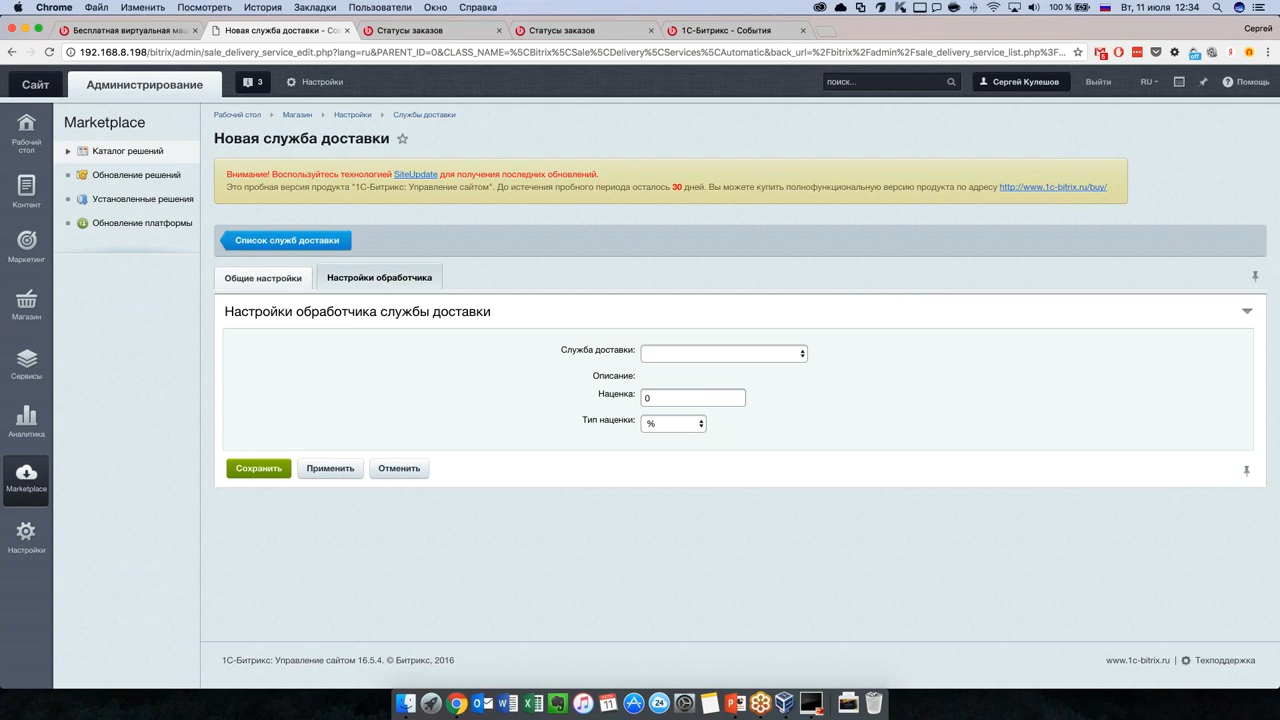 Chrome Файл Изменить Посмотреть История Закладки Пользователи Окно Справка 100 % Вт, 11 июля 12:34
Бесплатная виртуальная маш
Новая служба доставки - Со
Статусы заказов
Статусы заказов
1С-Битрикс - События
Сергей
192.168.8.198/bitrix/admin/sale_delivery_service_edit.php?lang=ru&PARENT_ID=0&CLASS_NAME=%5CBitrix%5CSale%5CDelivery%5CServices%5CAutomatic&back_url=%2Fbitrix%2Fadmin%2Fsale_delivery_service_list.php%3F...
Сайт
Администрирование
3
Настройки
поиск...
Сергей Кулешов
Выйти
RU
Помощь
Рабочий стол
Контент
Маркетинг
Магазин
Сервисы
Аналитика
Marketplace
Настройки
Marketplace
Каталог решений
Обновление решений
Установленные решения
Обновление платформы
Рабочий стол Магазин Настройки Службы доставки
Новая служба доставки
Внимание! Воспользуйтесь технологией SiteUpdate для получения последних обновлений.
Это пробная версия продукта "1С-Битрикс: Управление сайтом". До истечения пробного периода осталось 30 дней. Вы можете купить полнофункциональную версию продукта по адресу http://www.1c-bitrix.ru/buy/
Список служб доставки
Общие настройки
Настройки обработчика
Настройки обработчика службы доставки
Служба доставки:
Описание:
Наценка: 0
Тип наценки: %
Сохранить
Применить
Отменить
1С-Битрикс: Управление сайтом 16.5.4. © Битрикс, 2016
www.1c-bitrix.ru | Техподдержка